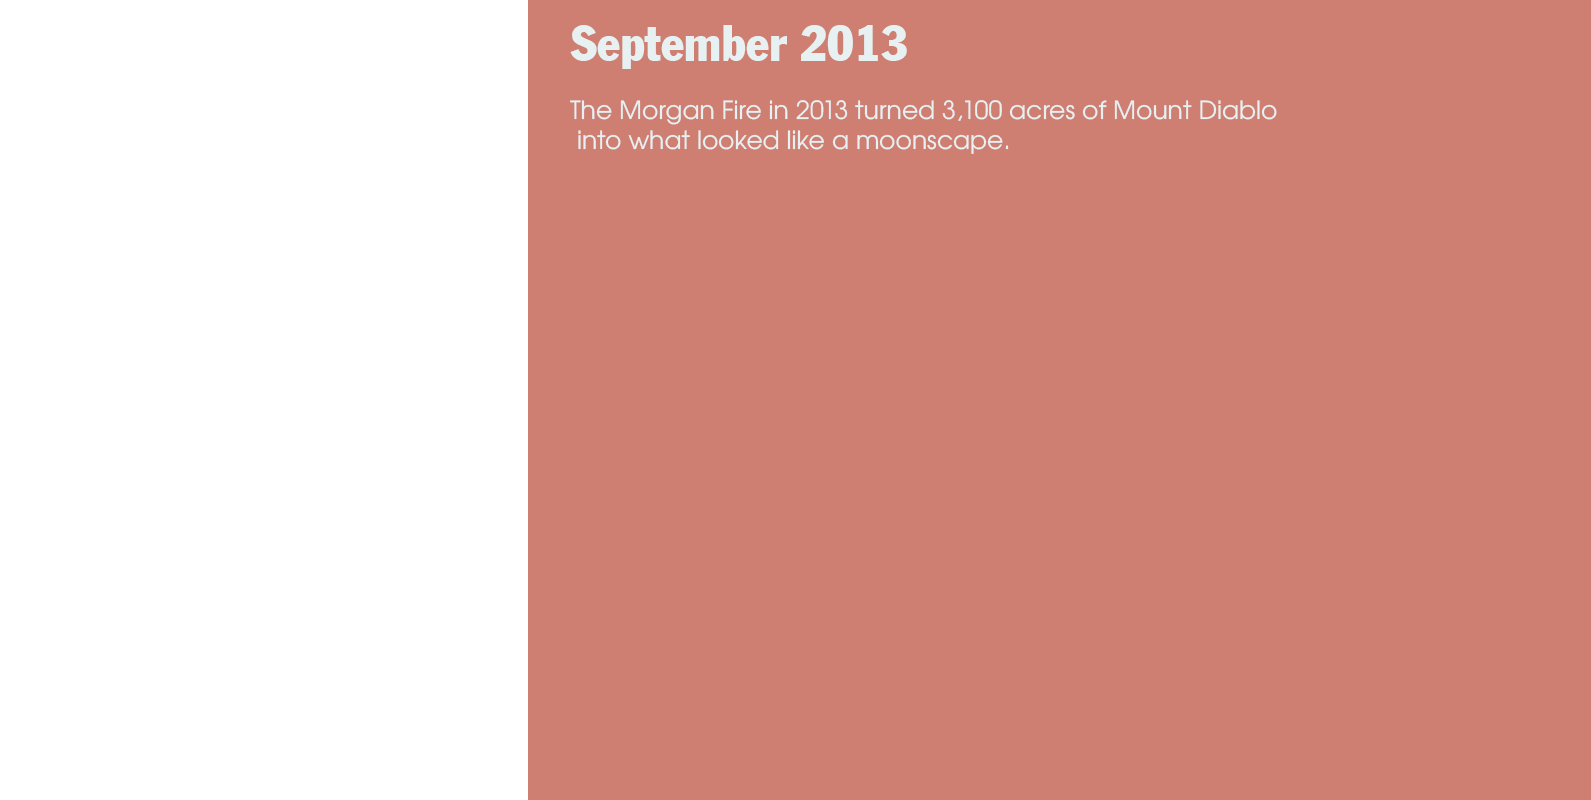 September 2013
The Morgan Fire in 2013 turned 3,100 acres of Mount Diablo
into what looked like a moonscape.